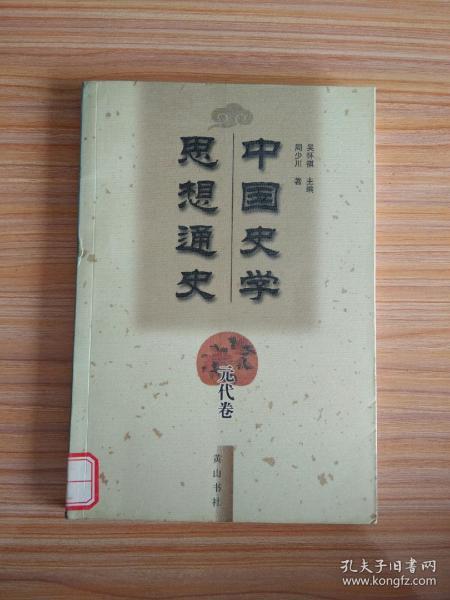 中国史学
思想通史
吴怀祺 主编
周少川 著
元代卷
黄山书社
孔夫子旧书网
www.kongfz.com